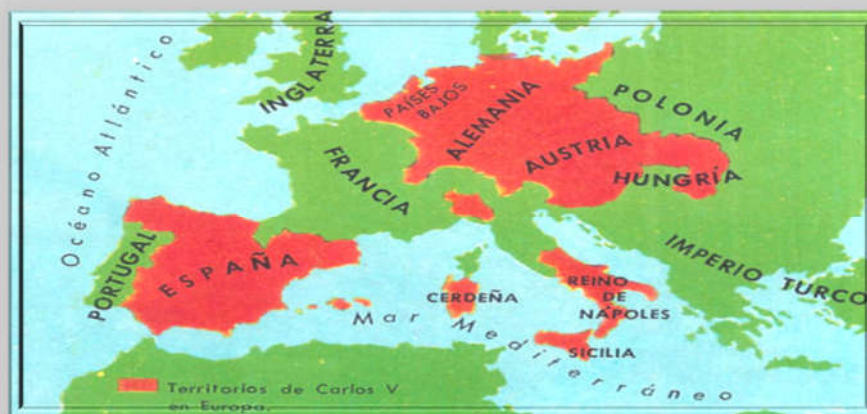 Océano Atlántico
INGLATERRA
PAÍSES
BAJOS
ALEMANIA
POLONIA
AUSTRIA
HUNGRÍA
FRANCIA
PORTUGAL
ESPAÑA
IMPERIO TURCO
CERDEÑA
REINO
DE
NÁPOLES
SICILIA
Mar Mediterráneo
Territorios de Carlos V
en Europa.